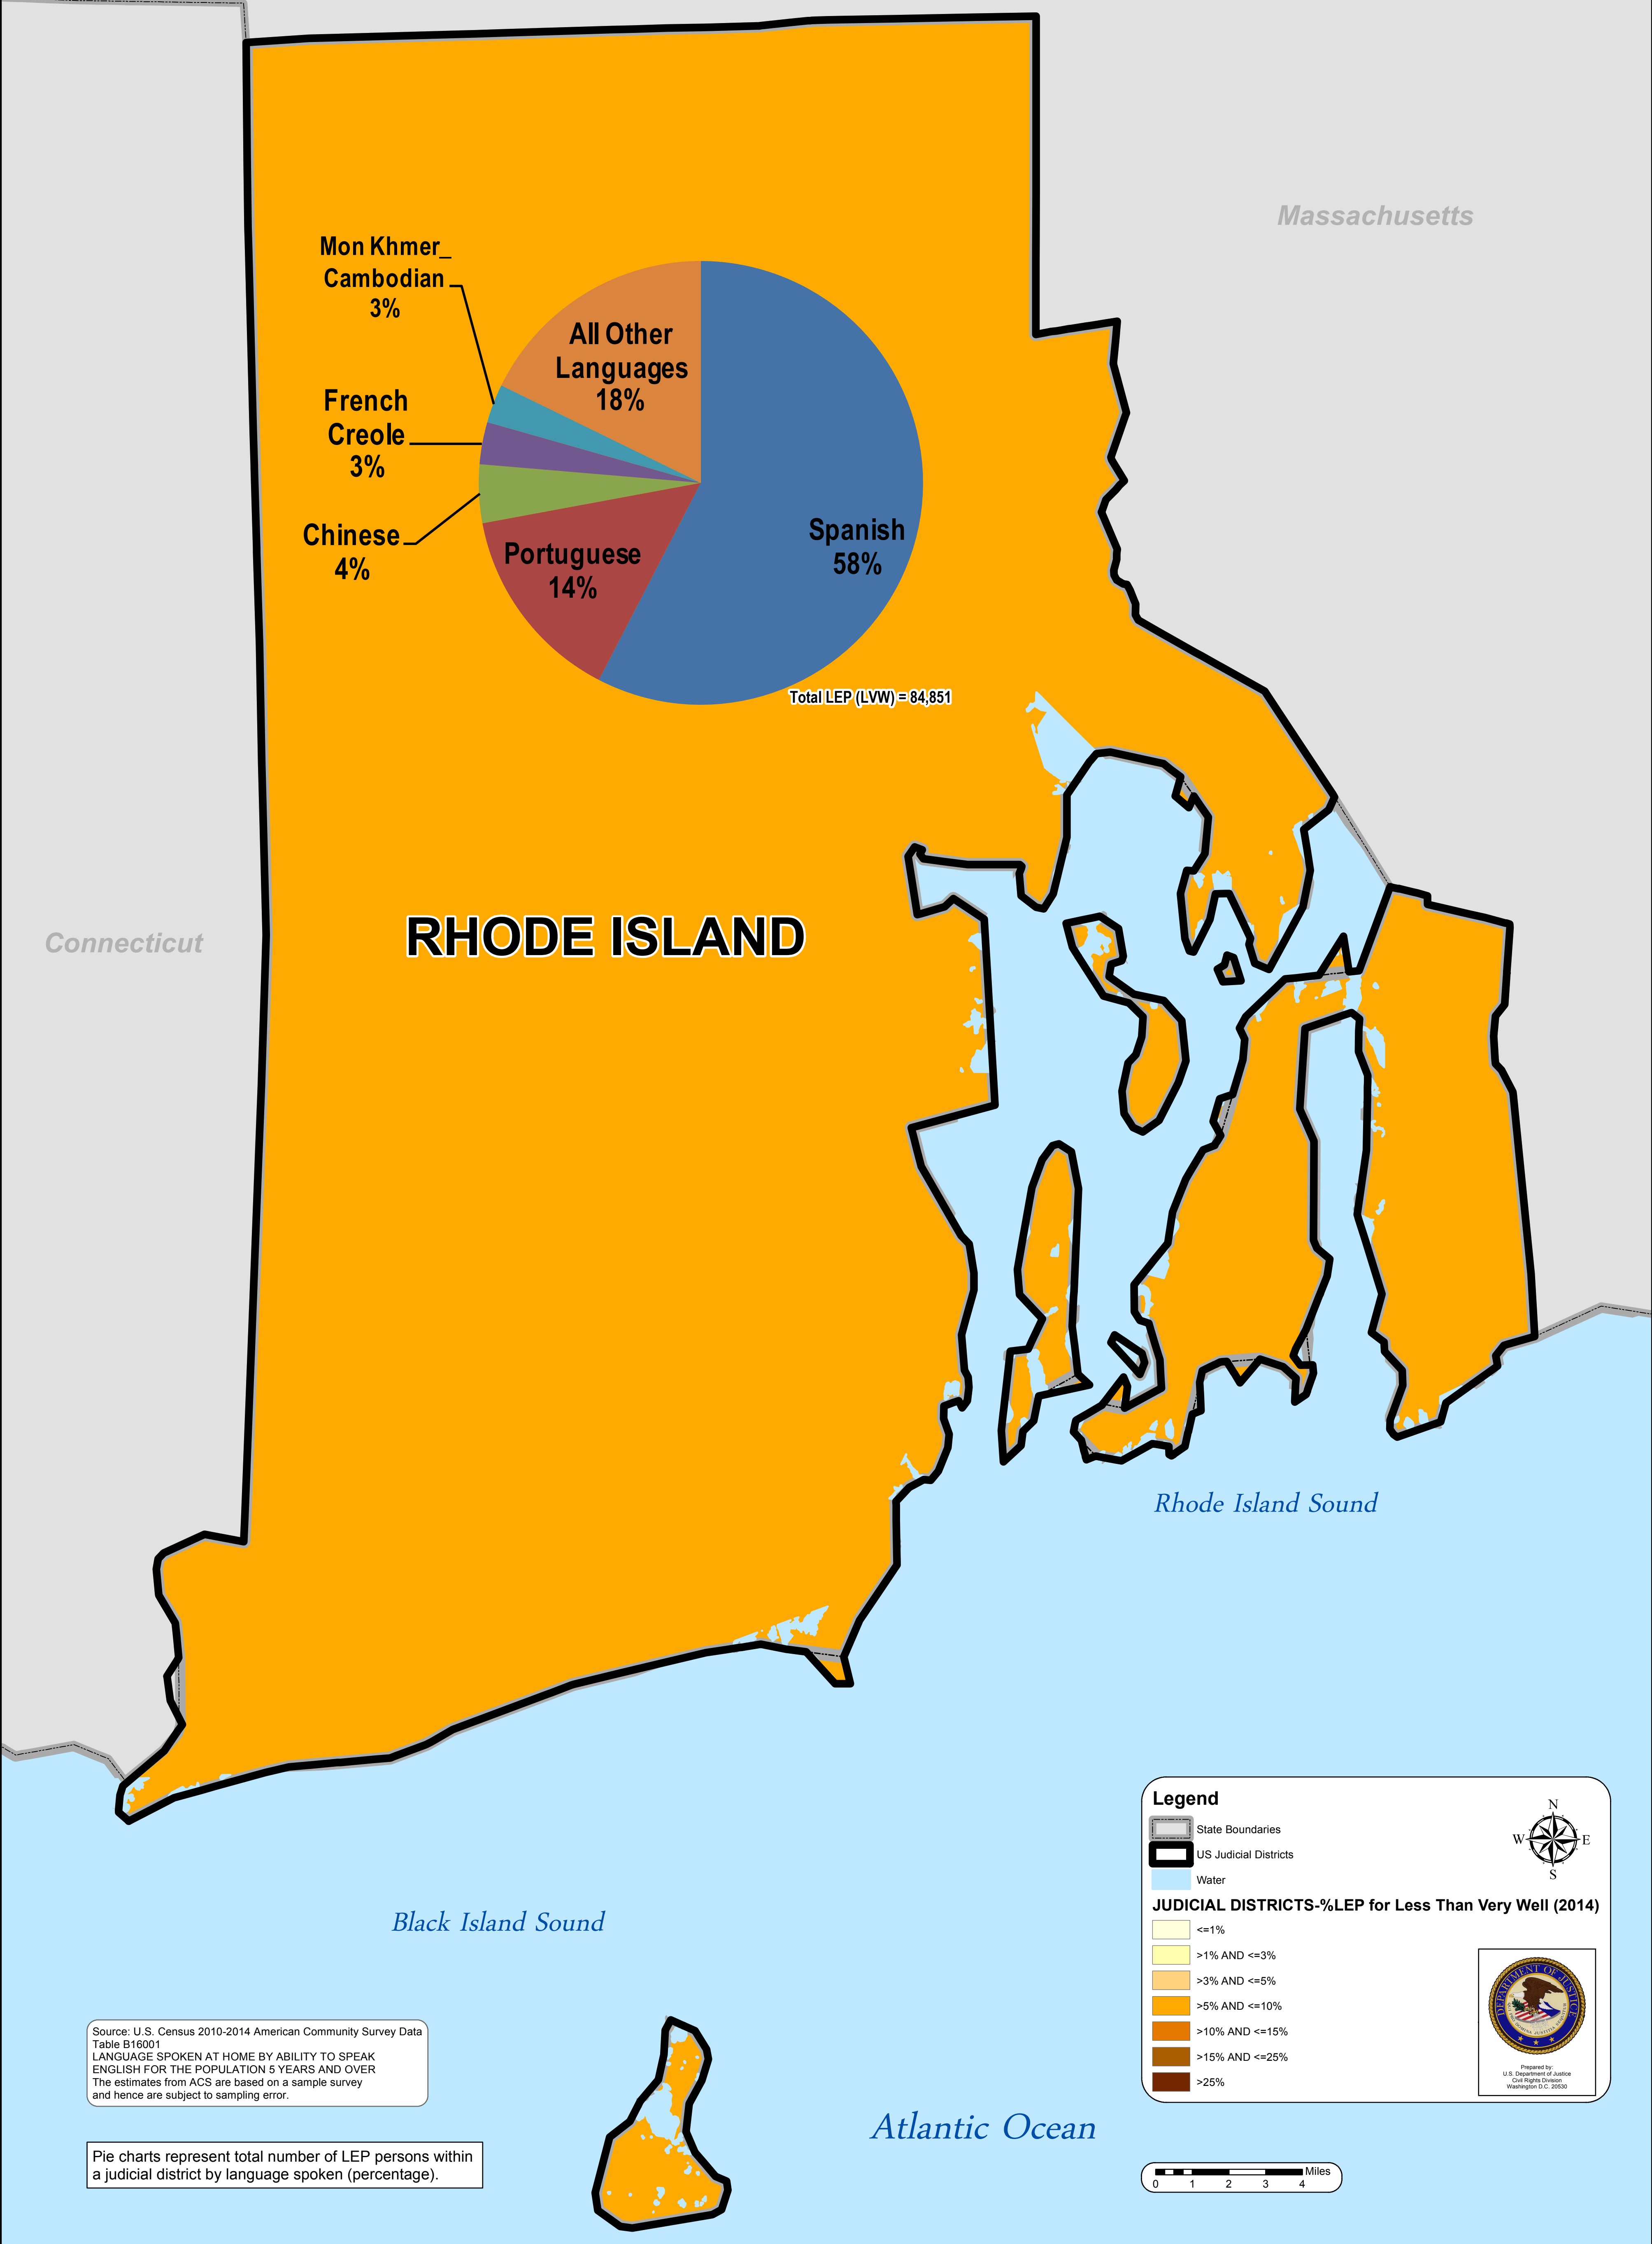 Massachusetts
Mon Khmer_
Cambodian
3%
All Other
Languages
18%
French
Creole
3%
Chinese
4%
Portuguese
14%
Spanish
58%
Total LEP (LVW) = 84,851
Connecticut
RHODE ISLAND
Rhode Island Sound
Black Island Sound
Atlantic Ocean
Legend
State Boundaries
US Judicial Districts
Water
N
W
E
S
JUDICIAL DISTRICTS-%LEP for Less Than Very Well (2014)
<=1%
>1% AND <=3%
>3% AND <=5%
>5% AND <=10%
>10% AND <=15%
>15% AND <=25%
>25%
DEPARTMENT OF JUSTICE
Prepared by:
U.S. Department of Justice
Civil Rights Division
Washington D.C. 20530
Source: U.S. Census 2010-2014 American Community Survey Data
Table B16001
LANGUAGE SPOKEN AT HOME BY ABILITY TO SPEAK
ENGLISH FOR THE POPULATION 5 YEARS AND OVER
The estimates from ACS are based on a sample survey
and hence are subject to sampling error.
Pie charts represent total number of LEP persons within
a judicial district by language spoken (percentage).
Miles
0 1 2 3 4